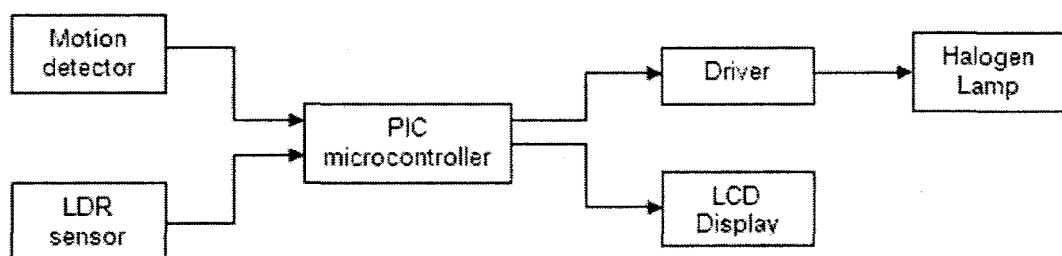 Motion
detector
LDR
sensor
PIC
microcontroller
Driver
LCD
Display
Halogen
Lamp